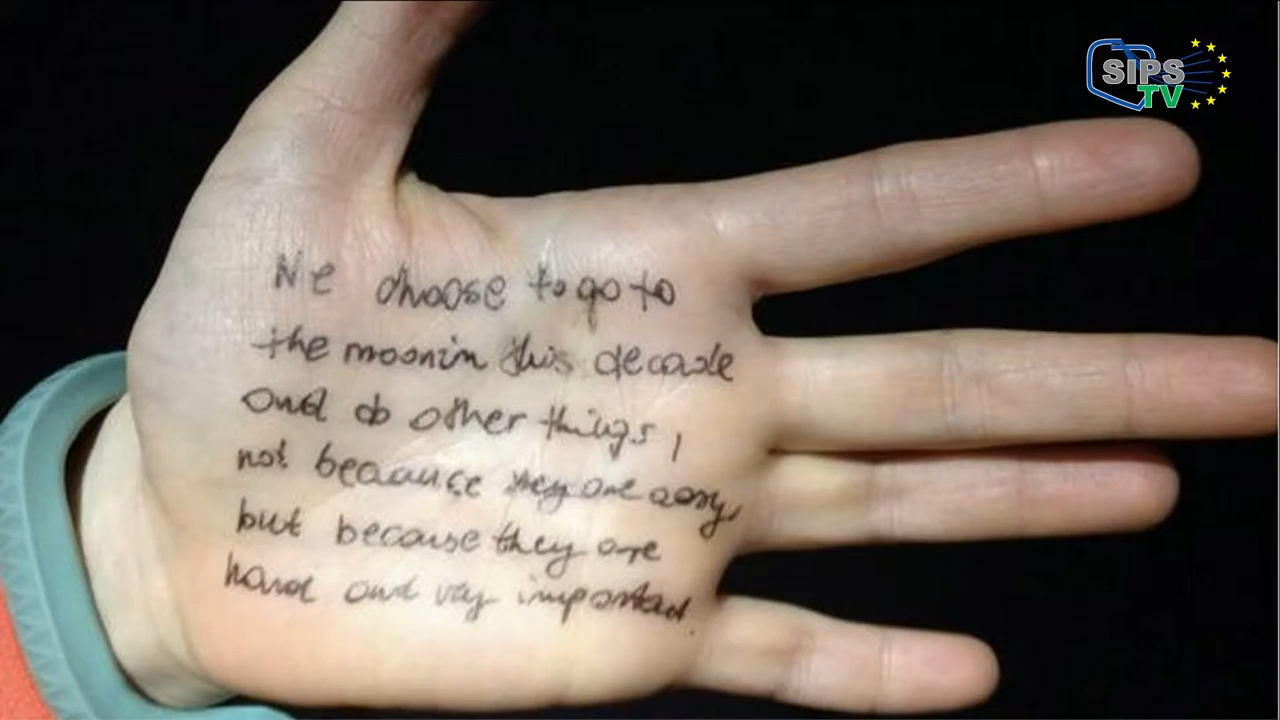 SIPS
TV
We choose to go to
the moon in this decade
and do other things,
not because they are easy,
but because they are
hard and very important.